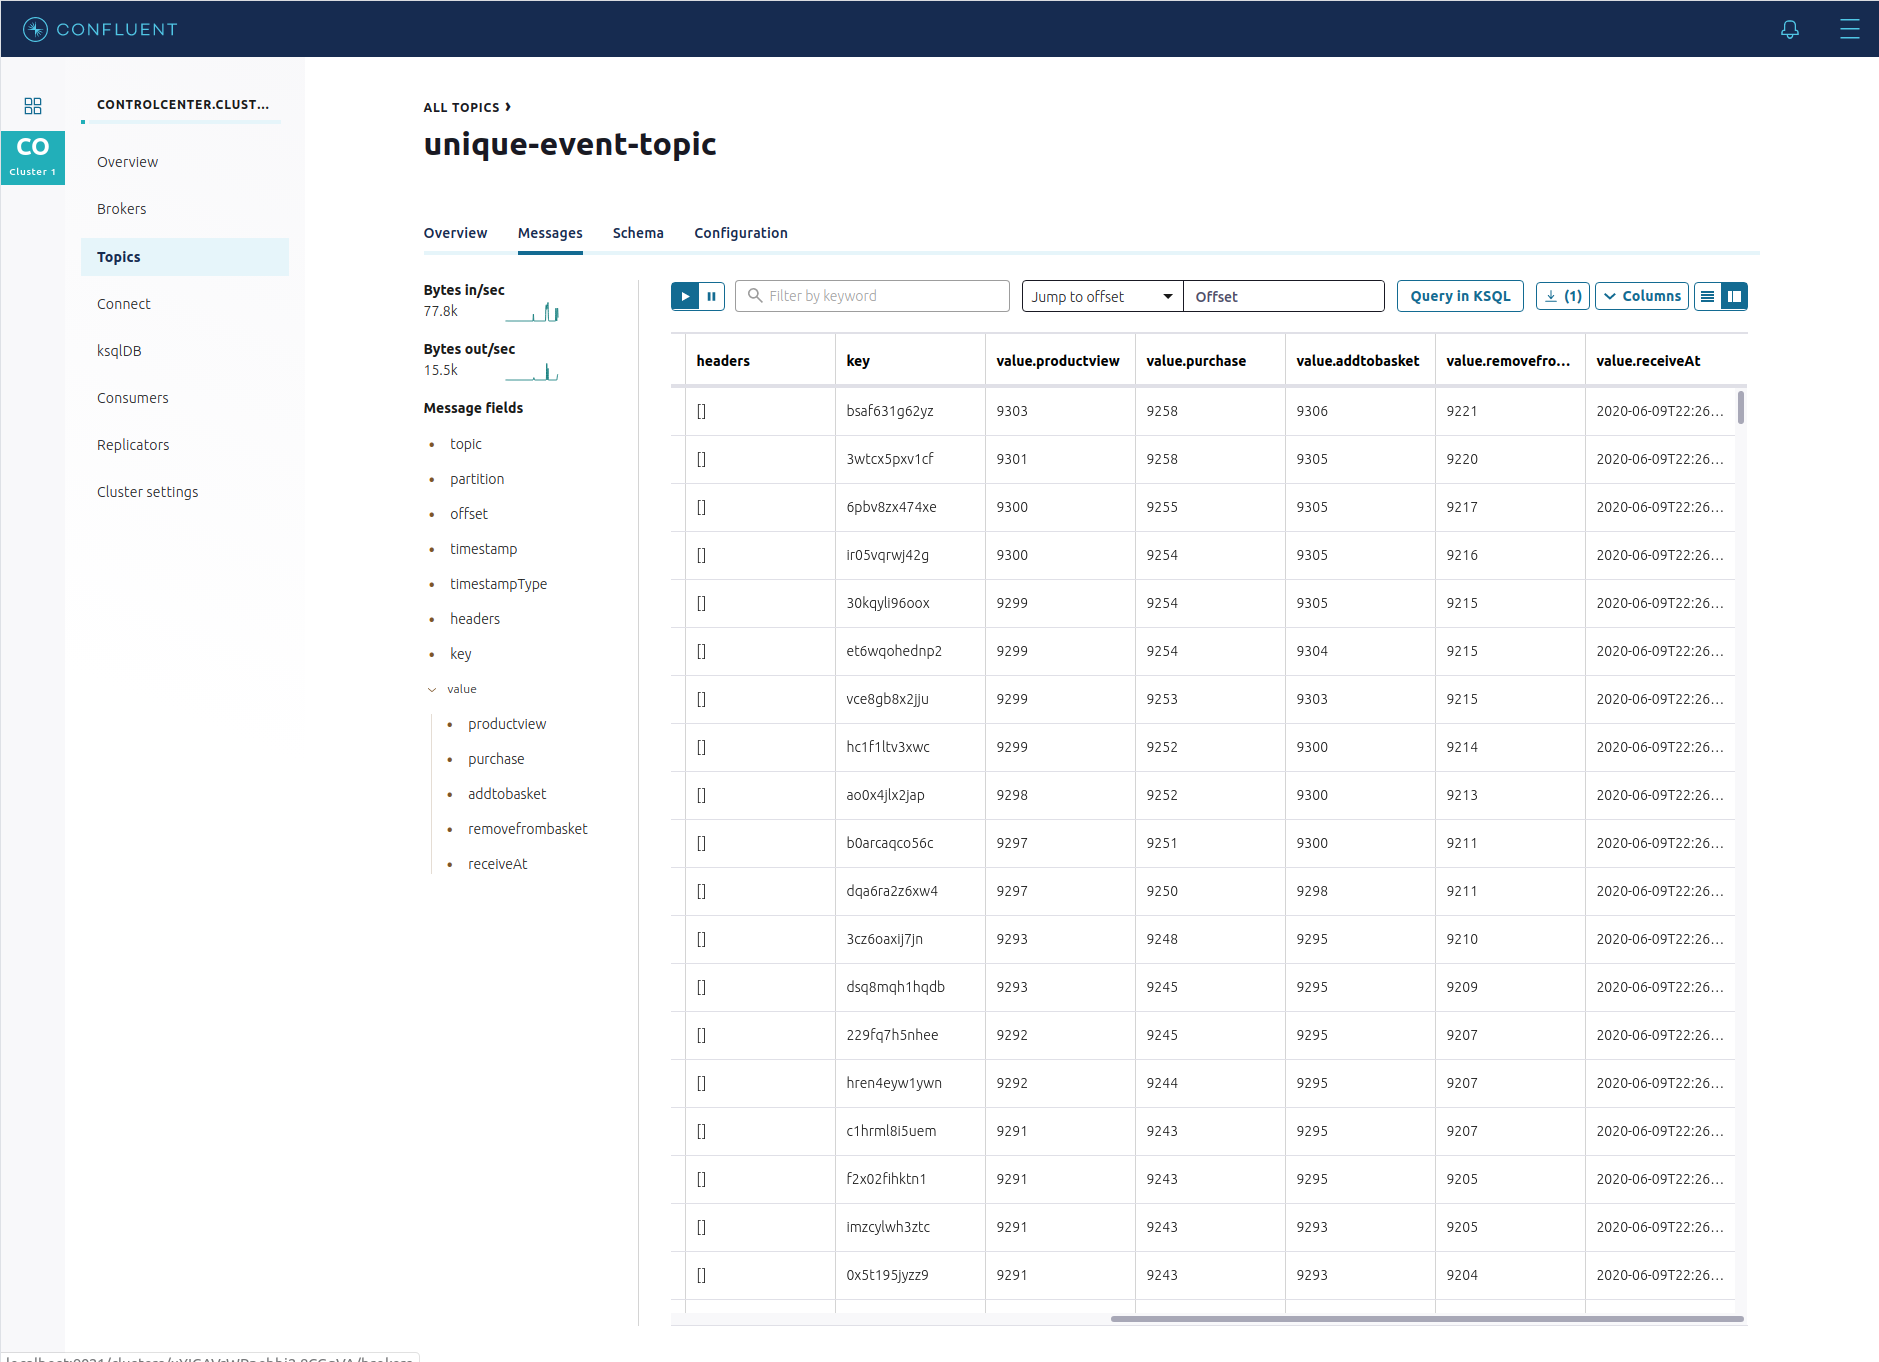 CONFLUENT
CONTROLCENTER.CLUST...
CO
Cluster 1
Overview
Brokers
Topics
Connect
ksqlDB
Consumers
Replicators
Cluster settings
ALL TOPICS ›
unique-event-topic
Overview Messages Schema Configuration
Bytes in/sec
77.8k
Bytes out/sec
15.5k
Message fields
• topic
• partition
• offset
• timestamp
• timestampType
• headers
• key
value
• productview
• purchase
• addtobasket
• removefrombasket
• receiveAt
Filter by keyword Jump to offset Offset Query in KSQL (1) Columns
headers key value.productview value.purchase value.addtobasket value.removefro... value.receiveAt
[] bsaf631g62yz 9303 9258 9306 9221 2020-06-09T22:26...
[] 3wtcx5pxv1cf 9301 9258 9305 9220 2020-06-09T22:26...
[] 6pbv8zx474xe 9300 9255 9305 9217 2020-06-09T22:26...
[] ir05vqrwj42g 9300 9254 9305 9216 2020-06-09T22:26...
[] 30kqyli96oox 9299 9254 9305 9215 2020-06-09T22:26...
[] et6wqohednp2 9299 9254 9304 9215 2020-06-09T22:26...
[] vce8gb8x2jju 9299 9253 9303 9215 2020-06-09T22:26...
[] hc1f1ltv3xwc 9299 9252 9300 9214 2020-06-09T22:26...
[] ao0x4jlx2jap 9298 9252 9300 9213 2020-06-09T22:26...
[] b0arcaqco56c 9297 9251 9300 9211 2020-06-09T22:26...
[] dqa6ra2z6xw4 9297 9250 9298 9211 2020-06-09T22:26...
[] 3cz6oaxij7jn 9293 9248 9295 9210 2020-06-09T22:26...
[] dsq8mqh1hqdb 9293 9245 9295 9209 2020-06-09T22:26...
[] 229fq7h5nhee 9292 9245 9295 9207 2020-06-09T22:26...
[] hren4eyw1ywn 9292 9244 9295 9207 2020-06-09T22:26...
[] c1hrml8i5uem 9291 9243 9295 9207 2020-06-09T22:26...
[] f2x02fihktn1 9291 9243 9295 9205 2020-06-09T22:26...
[] imzcylwh3ztc 9291 9243 9293 9205 2020-06-09T22:26...
[] 0x5t195jyzz9 9291 9243 9293 9204 2020-06-09T22:26...